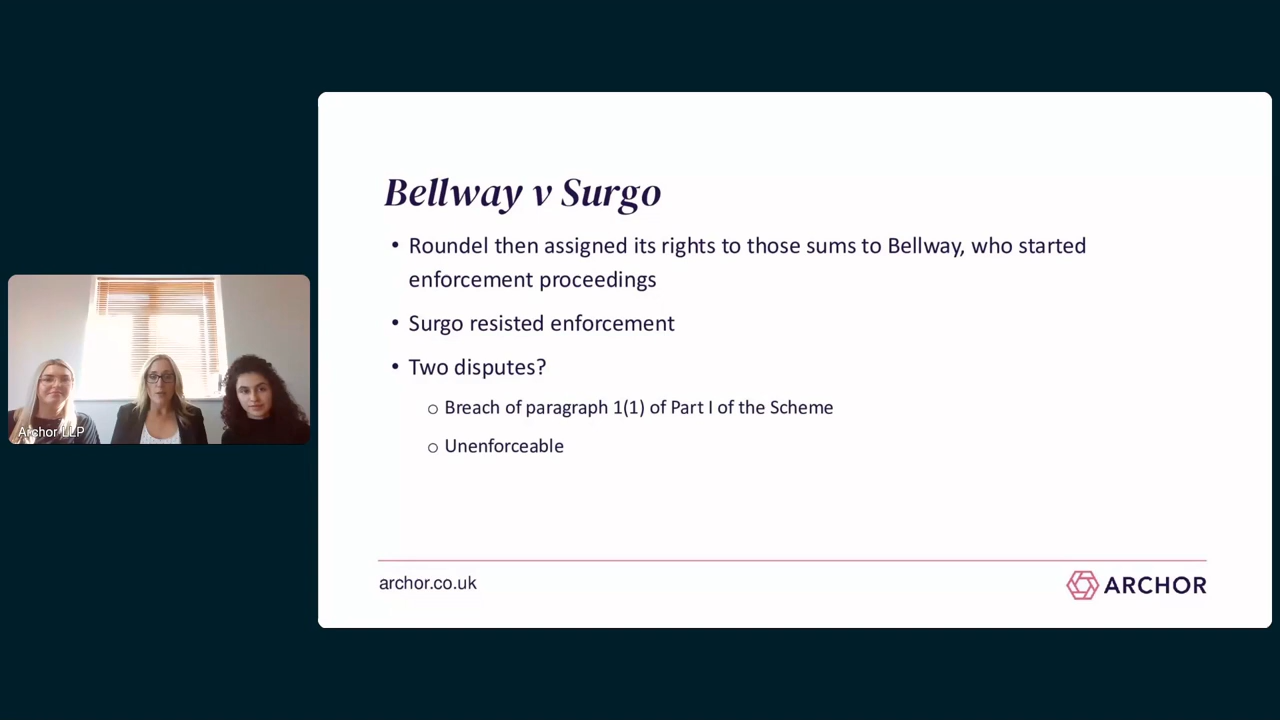 Bellway v Surgo
• Roundel then assigned its rights to those sums to Bellway, who started
enforcement proceedings
• Surgo resisted enforcement
• Two disputes?
○ Breach of paragraph 1(1) of Part I of the Scheme
○ Unenforceable
Archor LLP
archor.co.uk
ARCHOR